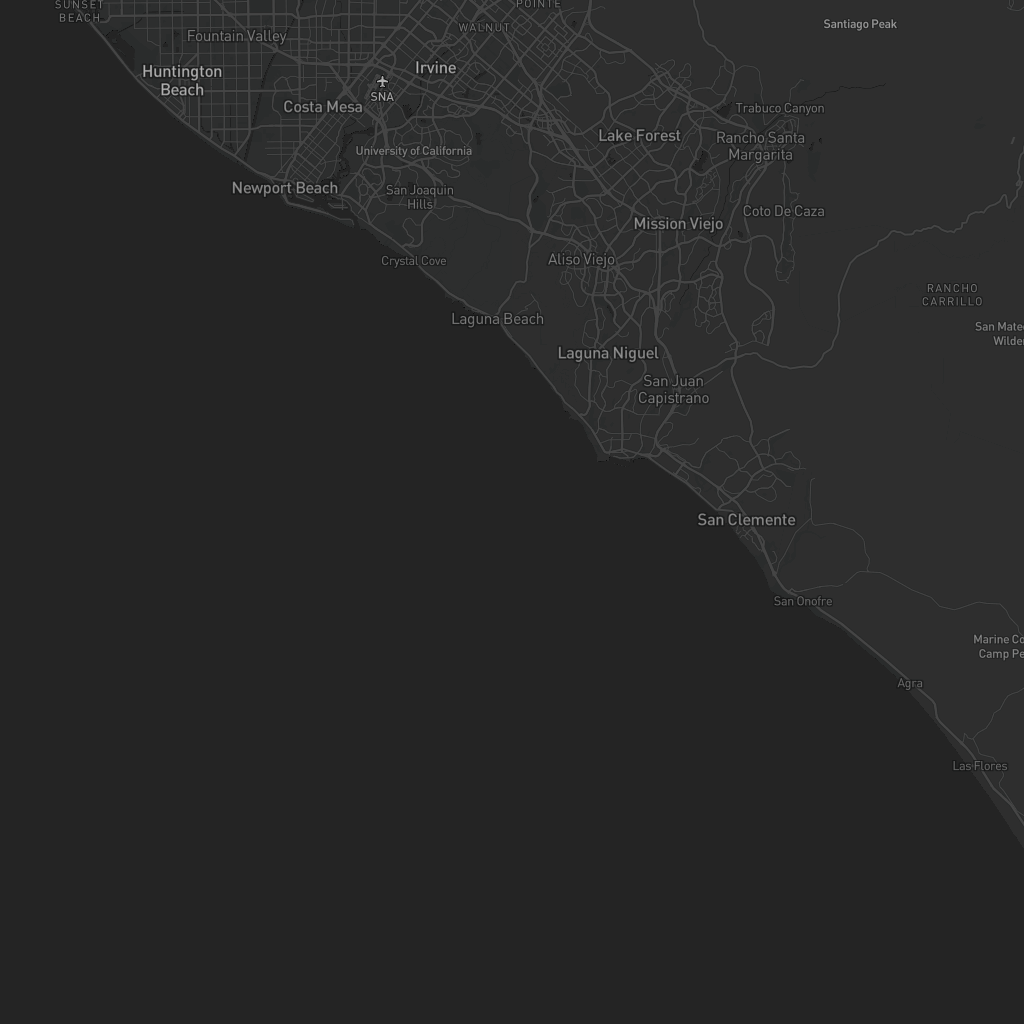 SUNSET
BEACH
POINTE
Santiago Peak
WALNUT
Fountain Valley
Irvine
Huntington
Beach
SNA
Costa Mesa
Trabuco Canyon
Lake Forest
Rancho Santa
Margarita
University of California
Newport Beach
San Joaquin
Hills
Coto De Caza
Mission Viejo
Crystal Cove
Aliso Viejo
RANCHO
CARRILLO
Laguna Beach
San Mate
Wilde
Laguna Niguel
San Juan
Capistrano
San Clemente
San Onofre
Marine Co
Camp Pe
Agra
Las Flores